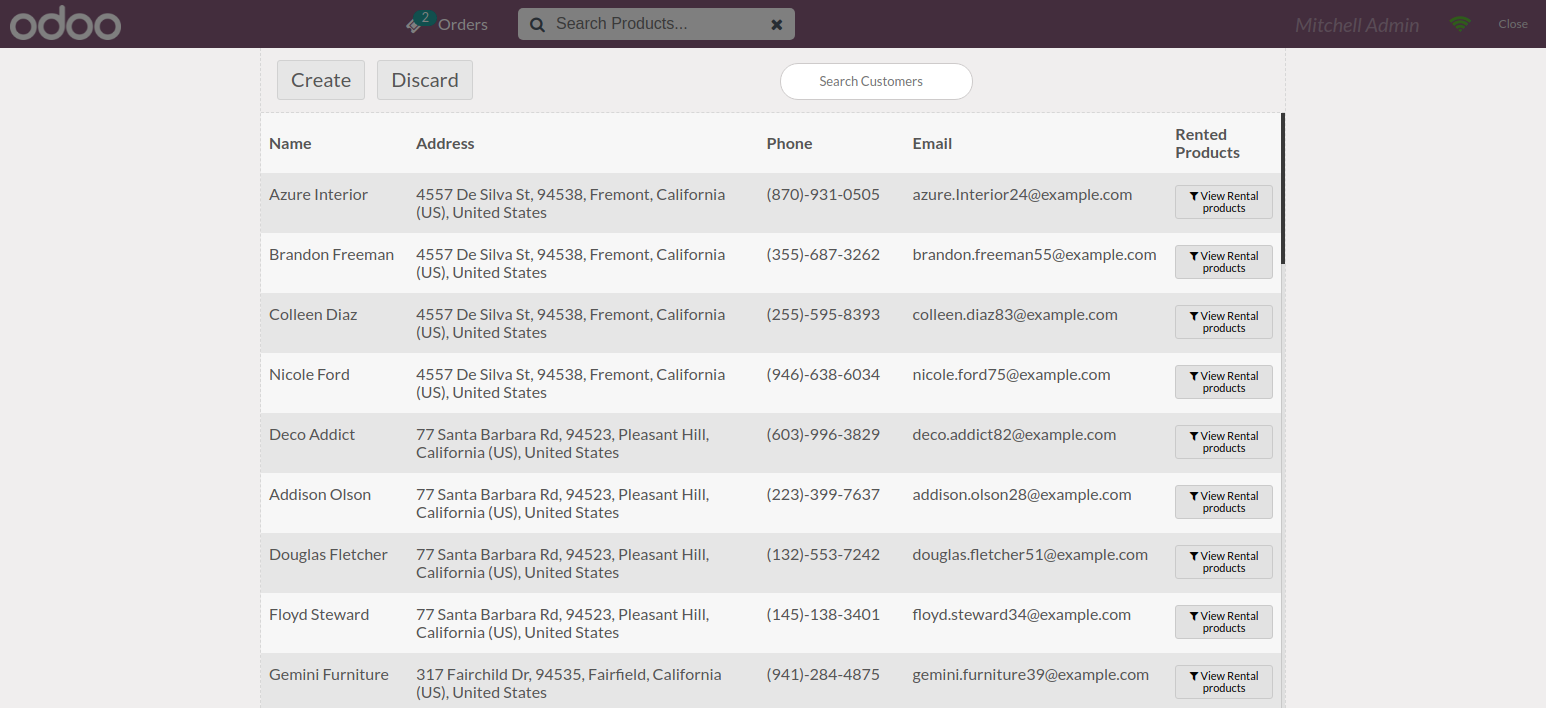 odoo 2 Orders Search Products... Mitchell Admin Close
Create Discard Search Customers
Name Address Phone Email Rented
Products
Azure Interior 4557 De Silva St, 94538, Fremont, California (870)-931-0505 azure.Interior24@example.com View Rental
(US), United States products
Brandon Freeman 4557 De Silva St, 94538, Fremont, California (355)-687-3262 brandon.freeman55@example.com View Rental
(US), United States products
Colleen Diaz 4557 De Silva St, 94538, Fremont, California (255)-595-8393 colleen.diaz83@example.com View Rental
(US), United States products
Nicole Ford 4557 De Silva St, 94538, Fremont, California (946)-638-6034 nicole.ford75@example.com View Rental
(US), United States products
Deco Addict 77 Santa Barbara Rd, 94523, Pleasant Hill, (603)-996-3829 deco.addict82@example.com View Rental
California (US), United States products
Addison Olson 77 Santa Barbara Rd, 94523, Pleasant Hill, (223)-399-7637 addison.olson28@example.com View Rental
California (US), United States products
Douglas Fletcher 77 Santa Barbara Rd, 94523, Pleasant Hill, (132)-553-7242 douglas.fletcher51@example.com View Rental
California (US), United States products
Floyd Steward 77 Santa Barbara Rd, 94523, Pleasant Hill, (145)-138-3401 floyd.steward34@example.com View Rental
California (US), United States products
Gemini Furniture 317 Fairchild Dr, 94535, Fairfield, California (941)-284-4875 gemini.furniture39@example.com View Rental
(US), United States products